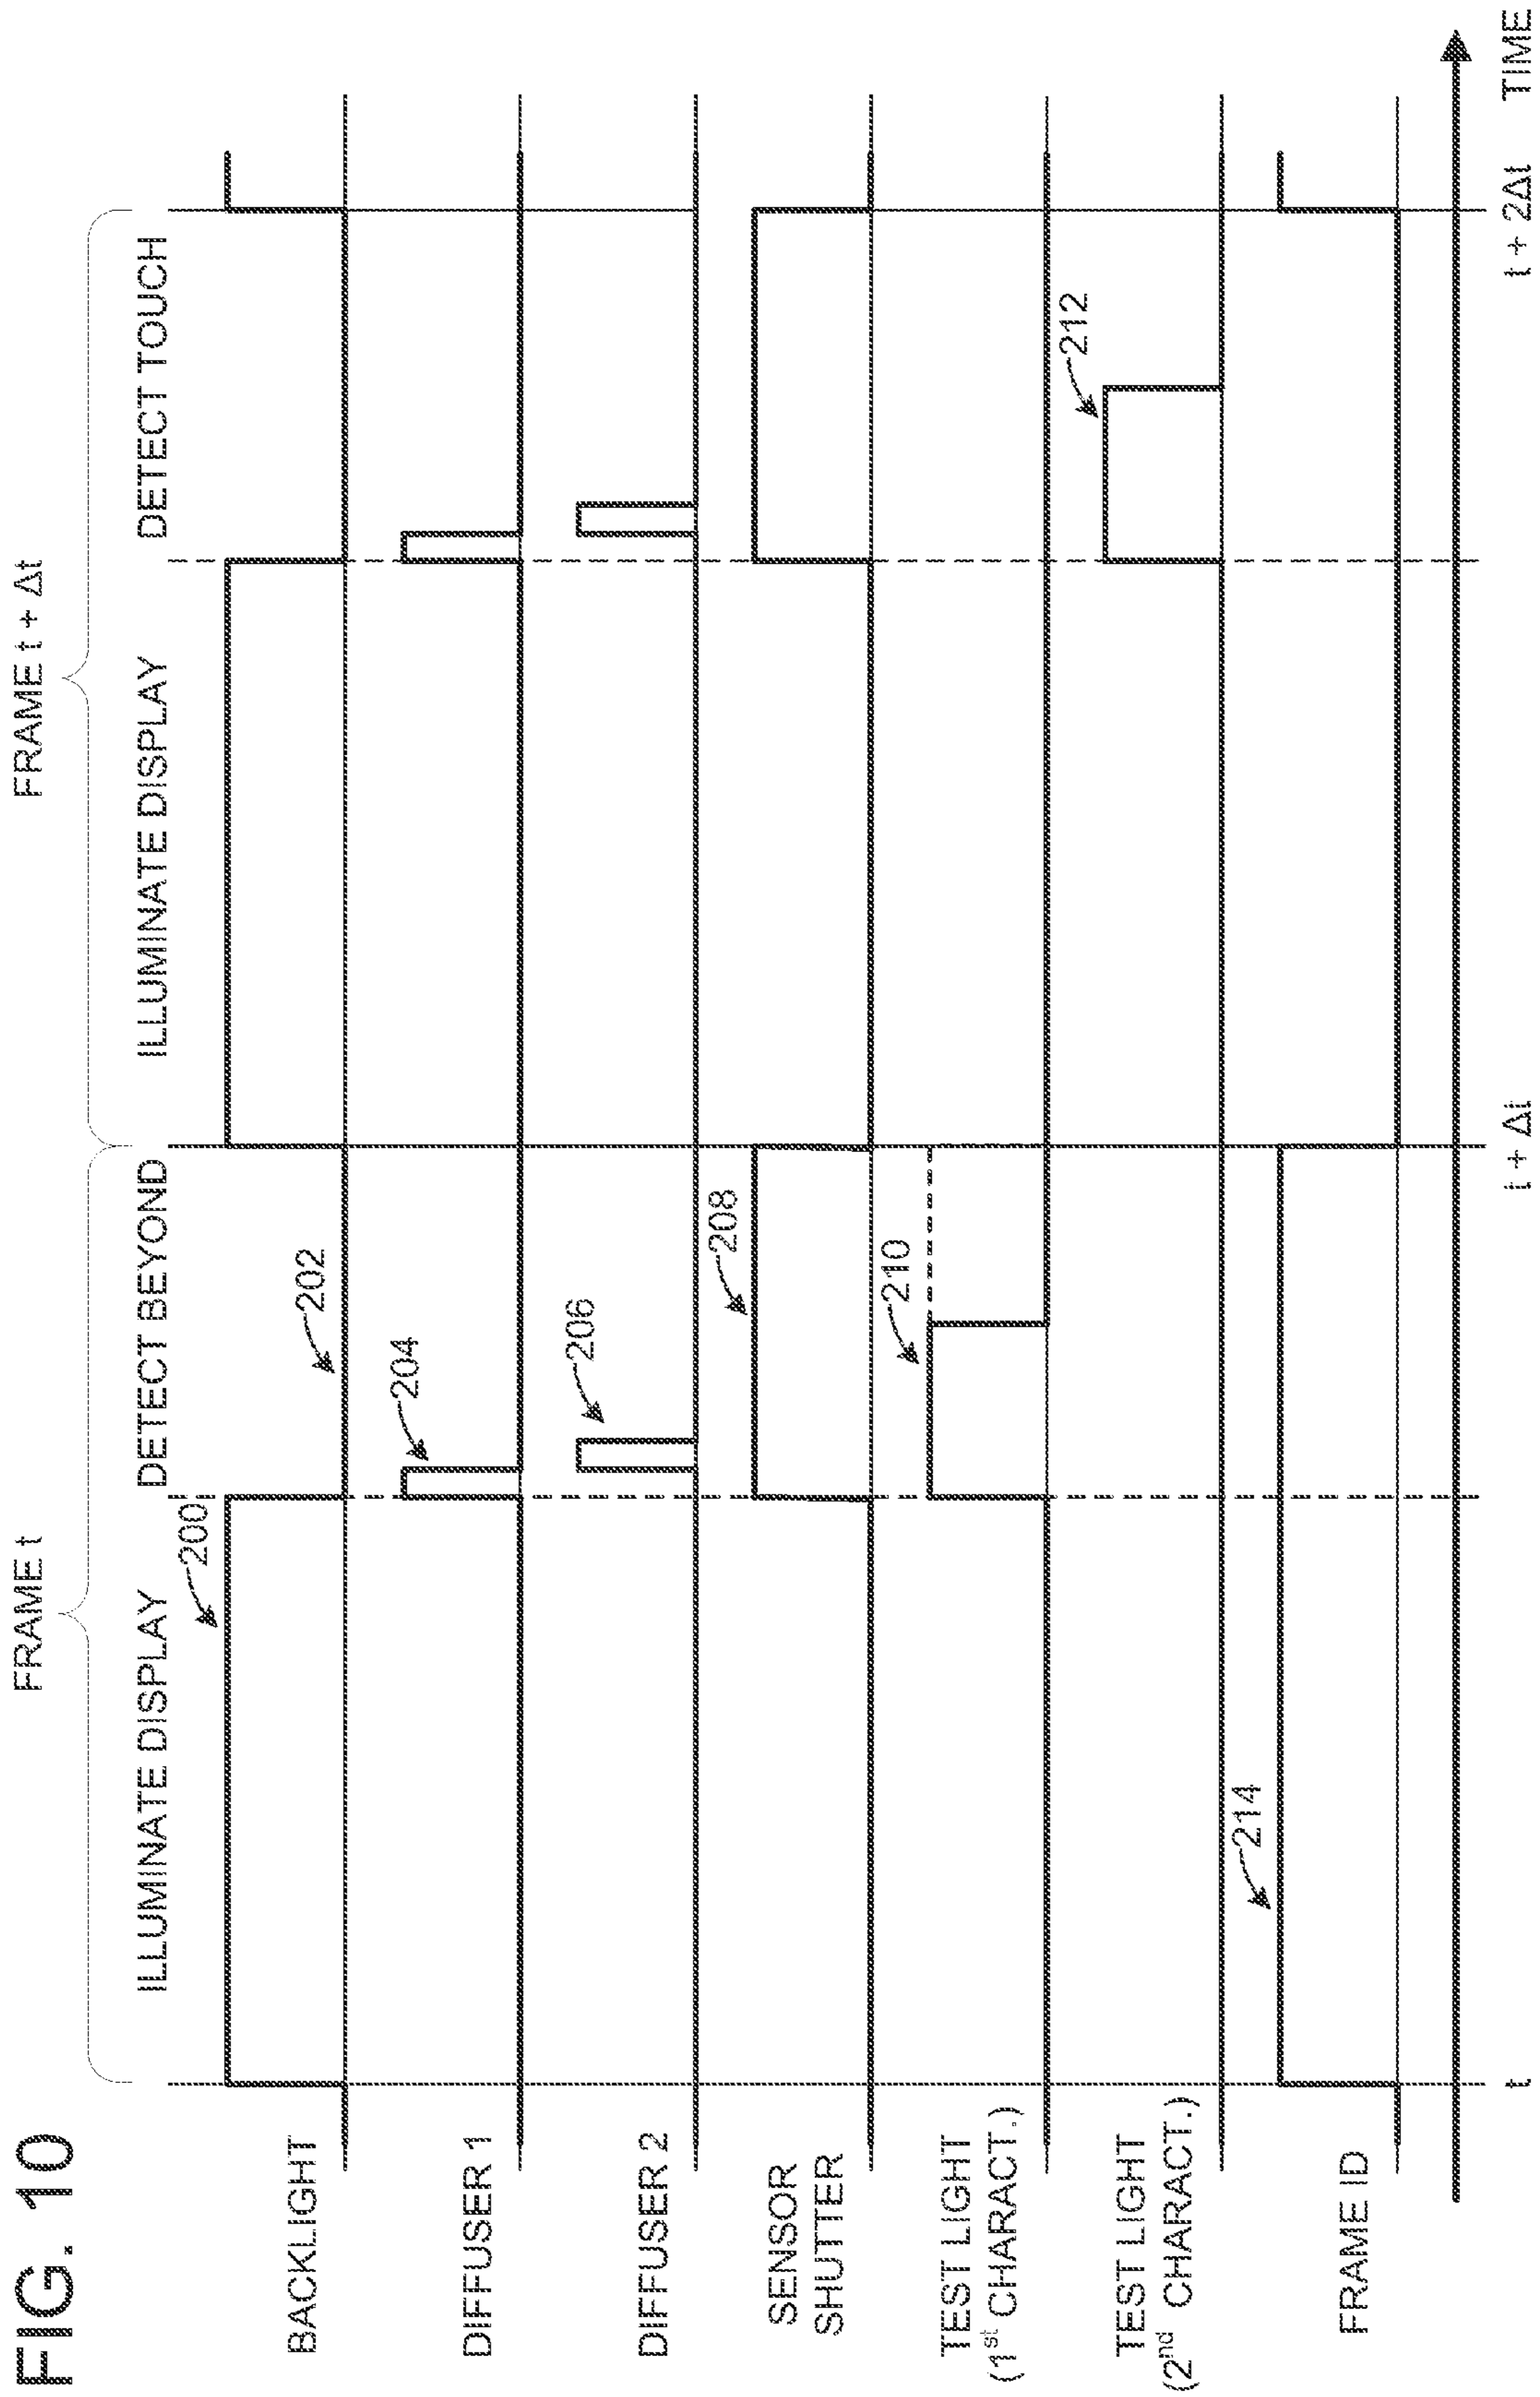 FIG. 10
FRAME t
FRAME t + Δt
ILLUMINATE DISPLAY
DETECT BEYOND
ILLUMINATE DISPLAY
DETECT TOUCH
200
BACKLIGHT
202
DIFFUSER 1
204
DIFFUSER 2
206
SENSOR
SHUTTER
208
TEST LIGHT
(1st CHARACT.)
210
TEST LIGHT
(2nd CHARACT.)
212
FRAME ID
214
t
t + Δt
t + 2Δt
TIME